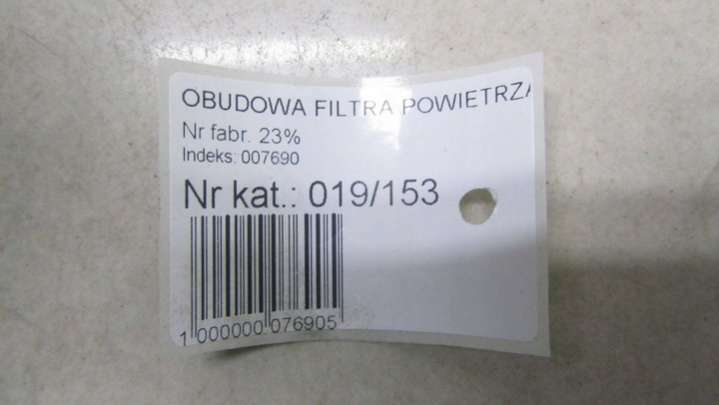 OBUDOWA FILTRA POWIETRZA
Nr fabr. 23%
Indeks: 007690
Nr kat.: 019/153
1 000000 076905